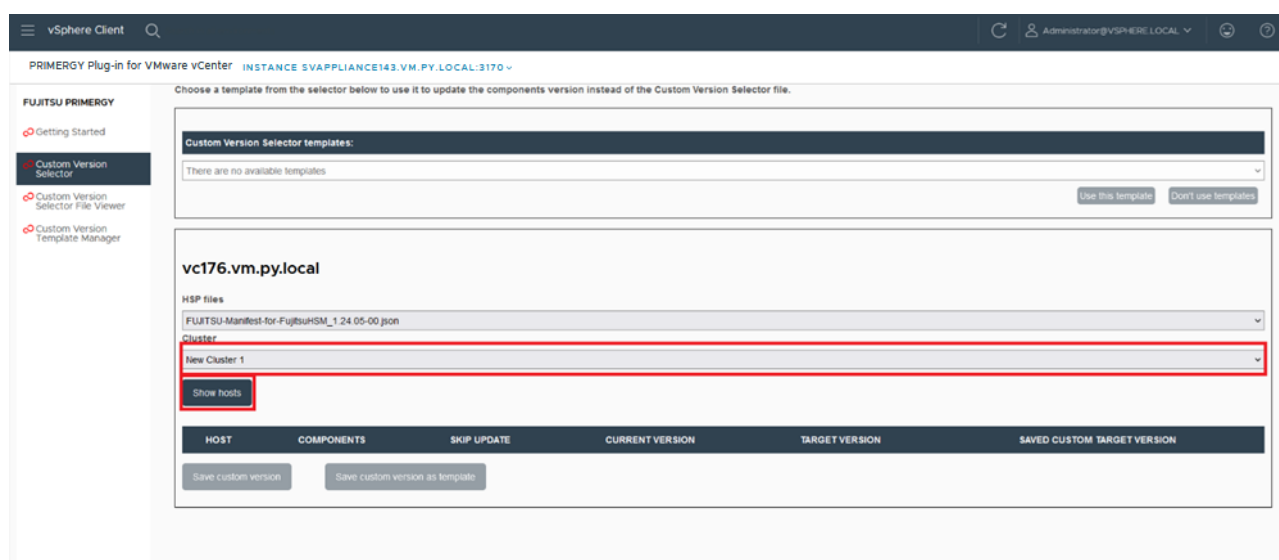 vSphere Client
Administrator@VSPHERE.LOCAL
PRIMERGY Plug-in for VMware vCenter INSTANCE SVAPPLIANCE143.VM.PY.LOCAL:3170
FUJITSU PRIMERGY
Getting Started
Custom Version
Selector
Custom Version
Selector File Viewer
Custom Version
Template Manager
Choose a template from the selector below to use it to update the components version instead of the Custom Version Selector file.
Custom Version Selector templates:
There are no available templates
Use this template Don't use templates
vc176.vm.py.local
HSP files
FUJITSU-Manifest-for-FujitsuHSM_1.24.05-00.json
Cluster
New Cluster 1
Show hosts
HOST COMPONENTS SKIP UPDATE CURRENT VERSION TARGET VERSION SAVED CUSTOM TARGET VERSION
Save custom version Save custom version as template